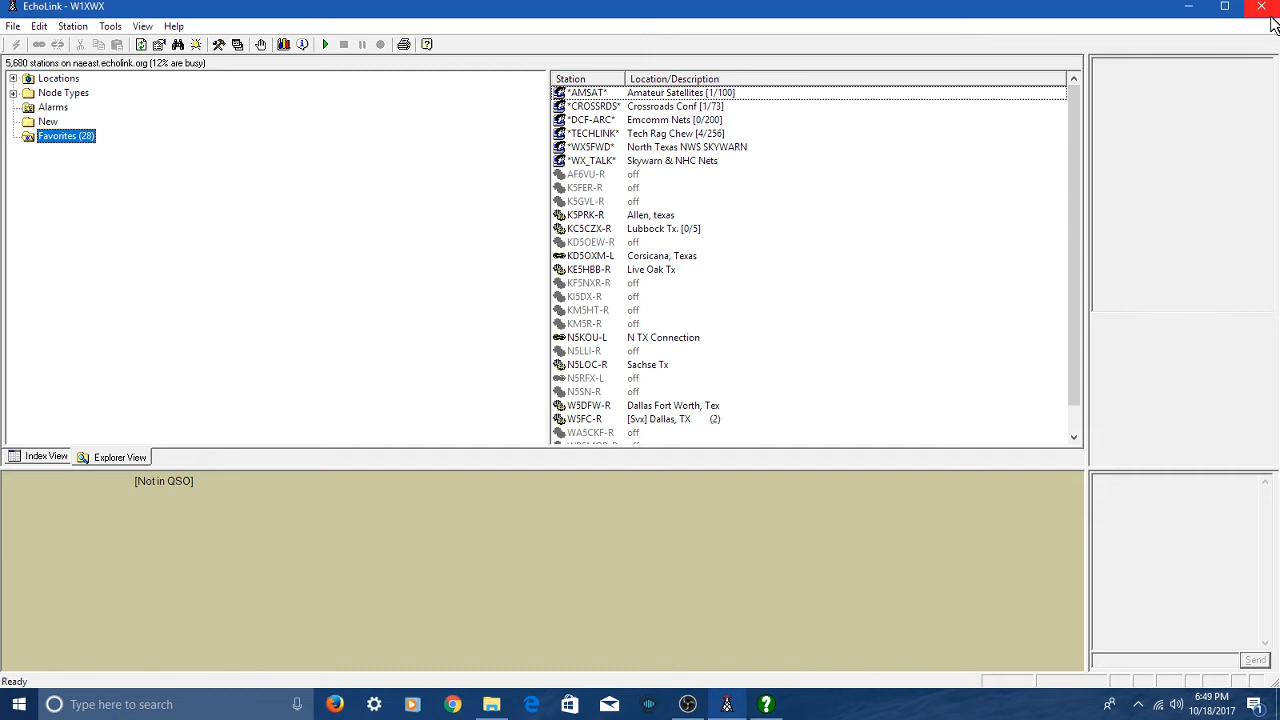 EchoLink - W1XWX
File Edit Station Tools View Help
5,680 stations on naeast.echolink.org (12% are busy)
Locations
Node Types
Alarms
New
Favorites (28)
Station Location/Description
*AMSAT* Amateur Satellites [1/100]
*CROSSRDS* Crossroads Conf [1/73]
*DCF-ARC* Emcomm Nets [0/200]
*TECHLINK* Tech Rag Chew [4/256]
*WX5FWD* North Texas NWS SKYWARN
*WX_TALK* Skywarn & NHC Nets
AF6VU-R off
K5FER-R off
K5GVL-R off
K5PRK-R Allen, texas
KC5CZX-R Lubbock Tx. [0/5]
KD5OEW-R off
KD5OXM-L Corsicana, Texas
KE5HBB-R Live Oak Tx
KF5NXR-R off
KI5DX-R off
KM5HT-R off
KM5R-R off
N5KOU-L N TX Connection
N5LLI-R off
N5LOC-R Sachse Tx
N5RFX-L off
N5SN-R off
W5DFW-R Dallas Fort Worth, Tex
W5FC-R [Svx] Dallas, TX (2)
WA5CKF-R off
Index View Explorer View
[Not in QSO]
Send
Ready
Type here to search
6:49 PM
10/18/2017